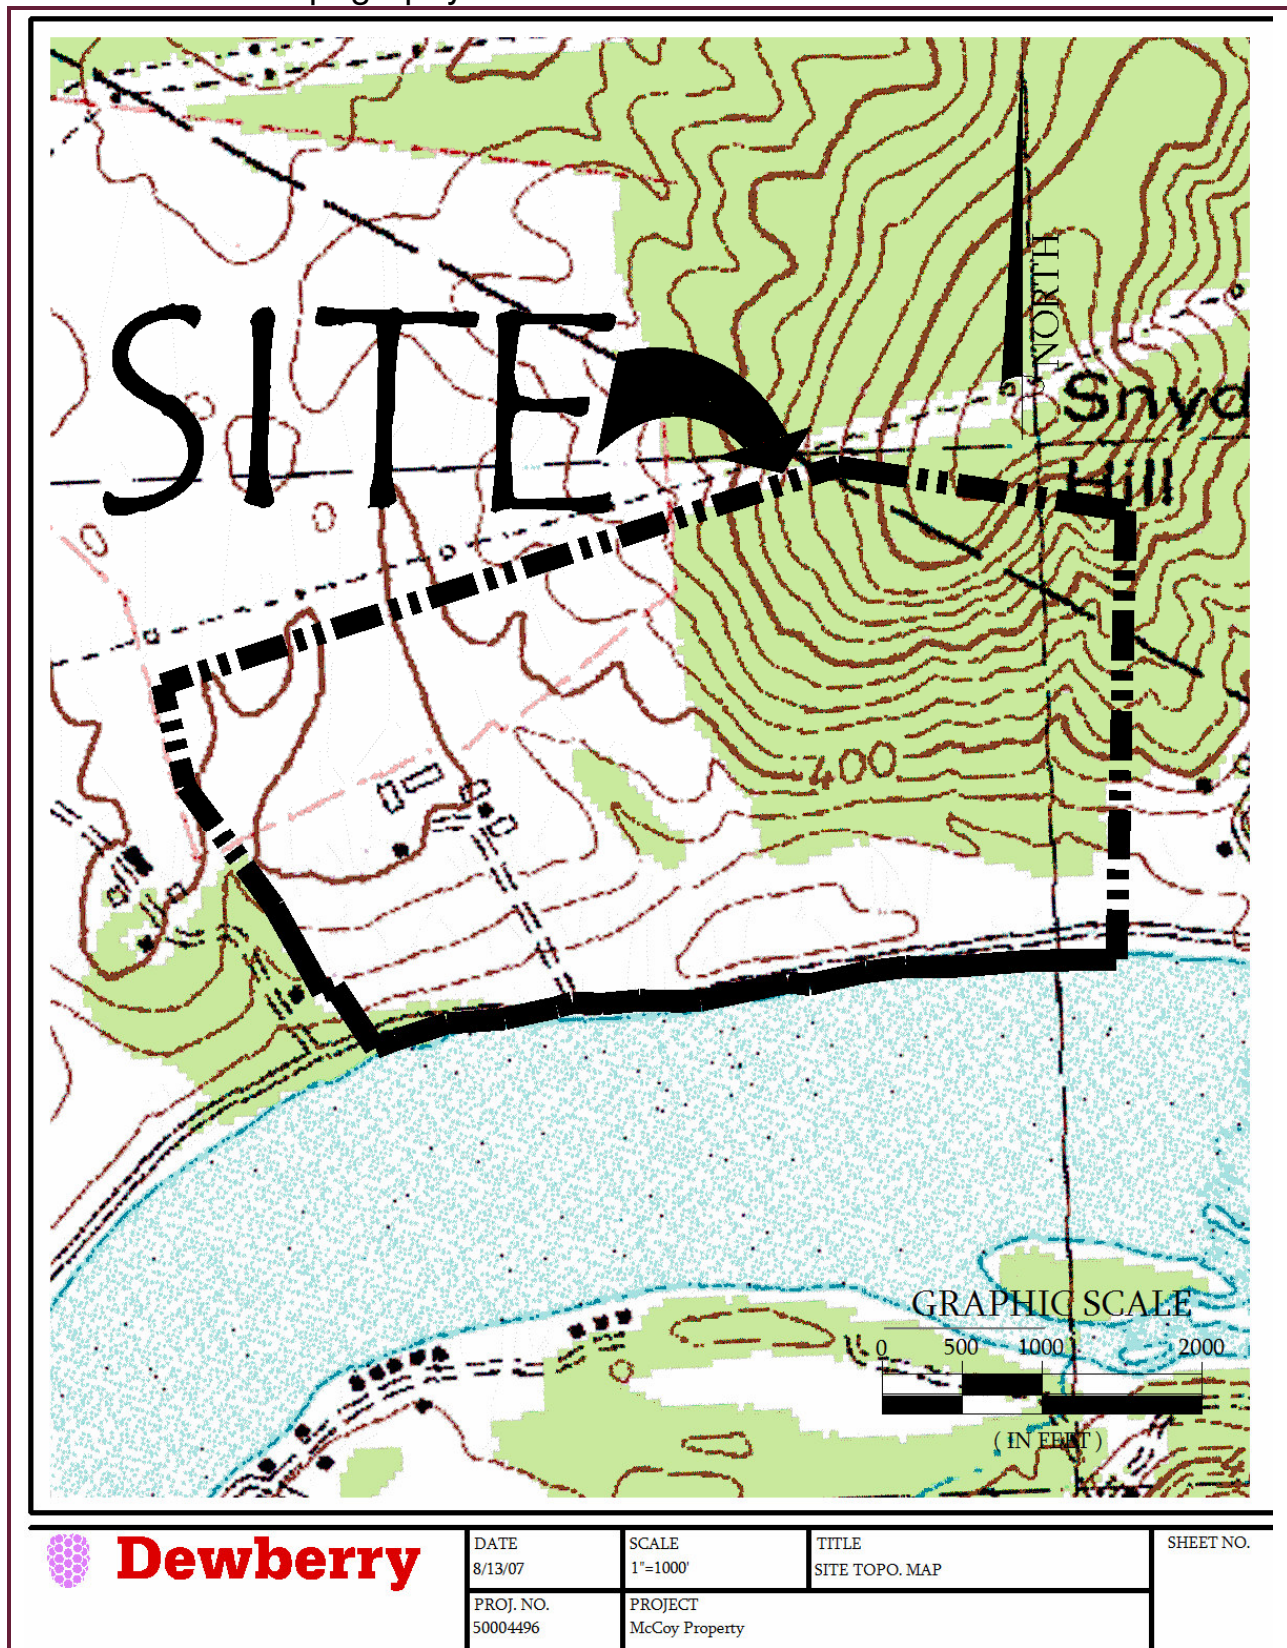 SITE
NORTH
Snyd
Hill
400
GRAPHIC SCALE
0 500 1000 2000
( IN FEET )
Dewberry
DATE
8/13/07
SCALE
1"=1000'
TITLE
SITE TOPO. MAP
SHEET NO.
PROJ. NO.
50004496
PROJECT
McCoy Property